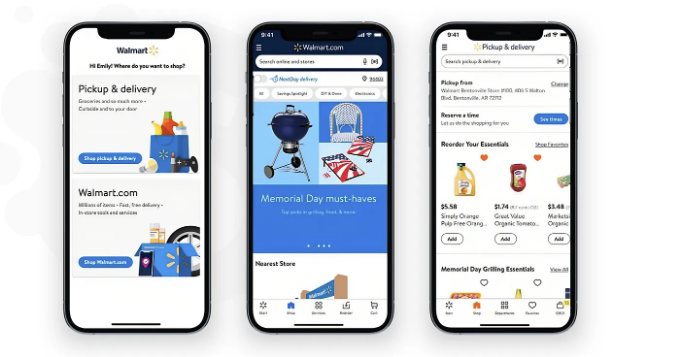 Walmart
Hi Emily! Where do you want to shop?
Pickup & delivery
Groceries and so much more -
Curbside and to your door
Shop pickup & delivery
Walmart.com
Millions of items • Fast, free delivery •
In-store tools and services
Shop Walmart.com
9:41
Walmart.com
Search online and stores
NextDay delivery
All
Savings Spotlight
Electronics
Memorial Day must-haves
Top picks in grilling, food, & more
Nearest Store
Walmart
Start
Shop
Services
Cart
9:41
Pickup & delivery
Search pickup & delivery
Pickup from
Change
Walmart Bentonville Store #100, 406 S Walton
Blvd, Bentonville, AR 72712
Reserve a time
Let us do the shopping for you
See times
Reorder Your Essentials
Shop Favorites
$5.58
$1.74
$3.48
Simply Orange
Pulp Free Orang...
Great Value
Organic Tomato...
Organic
Add
Add
Add
Memorial Day Grilling Essentials
View All
Start
Shop
Departments
Favorites